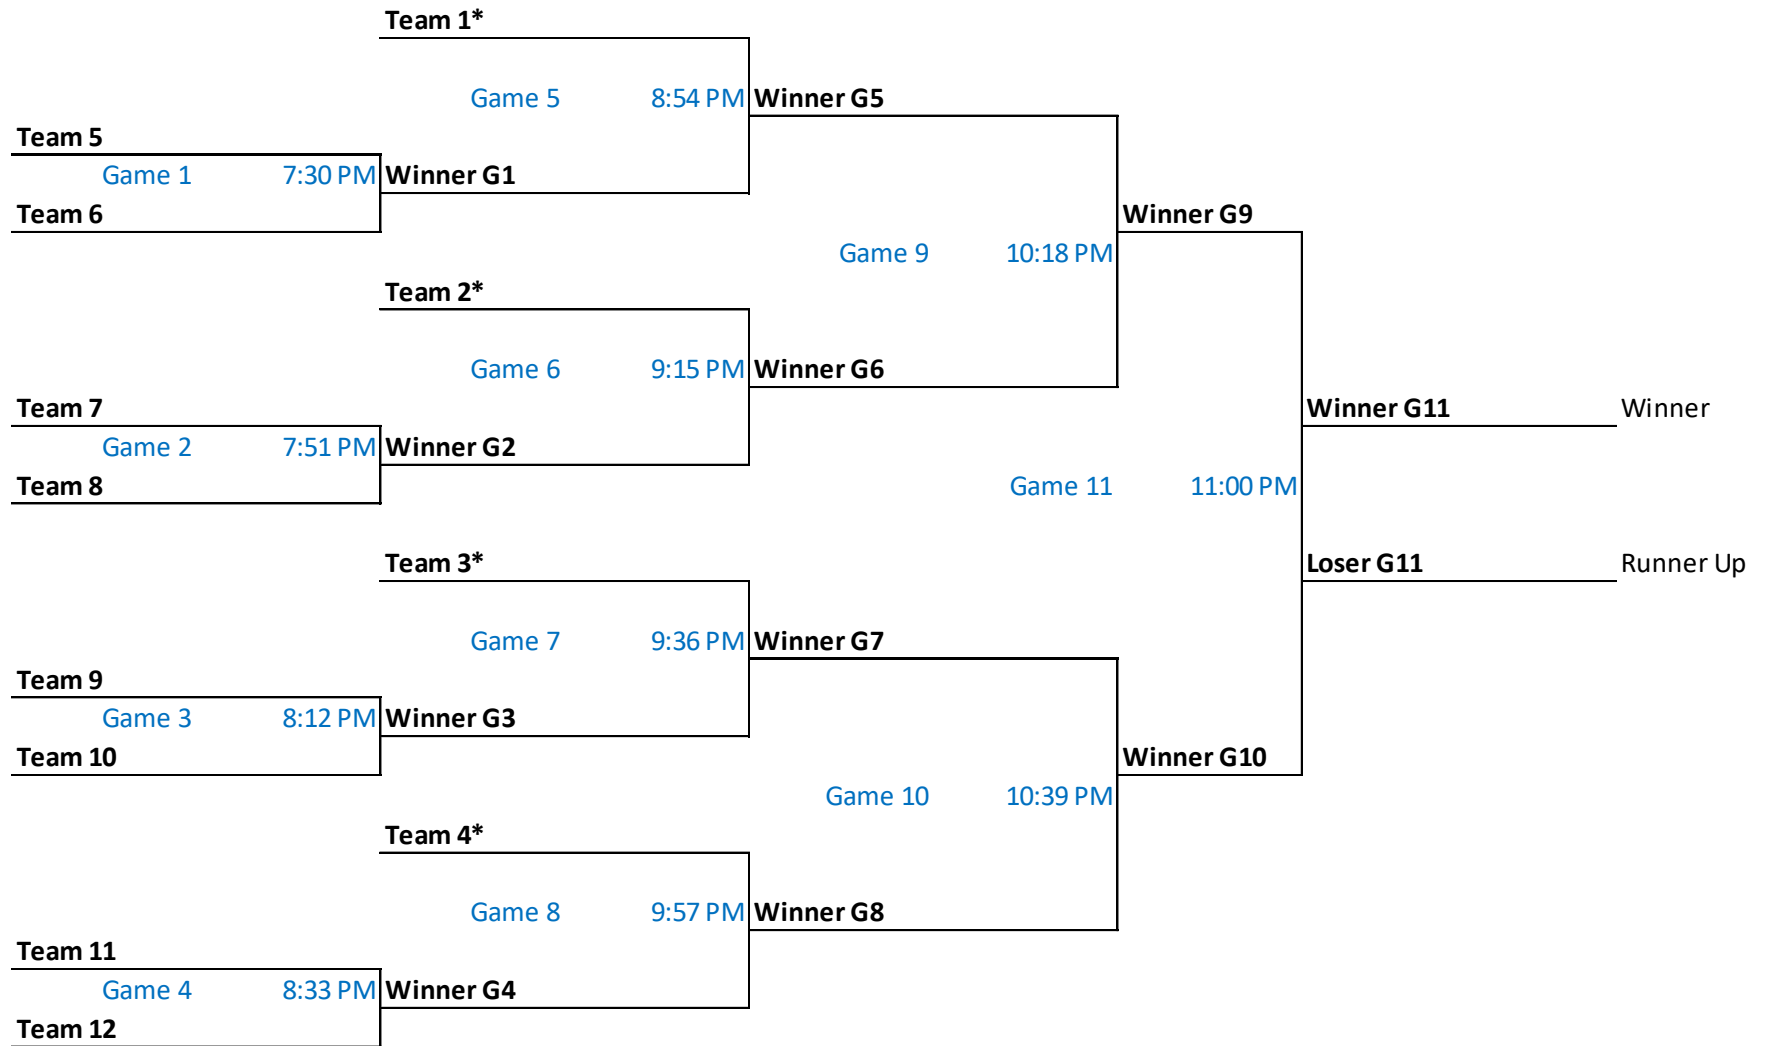 Team 1*
Game 5 8:54 PM Winner G5
Team 5
Game 1 7:30 PM Winner G1
Team 6 Winner G9
Game 9 10:18 PM
Team 2*
Game 6 9:15 PM Winner G6
Team 7 Winner G11 Winner
Game 2 7:51 PM Winner G2
Team 8 Game 11 11:00 PM
Team 3* Loser G11 Runner Up
Game 7 9:36 PM Winner G7
Team 9
Game 3 8:12 PM Winner G3
Team 10 Winner G10
Game 10 10:39 PM
Team 4*
Game 8 9:57 PM Winner G8
Team 11
Game 4 8:33 PM Winner G4
Team 12